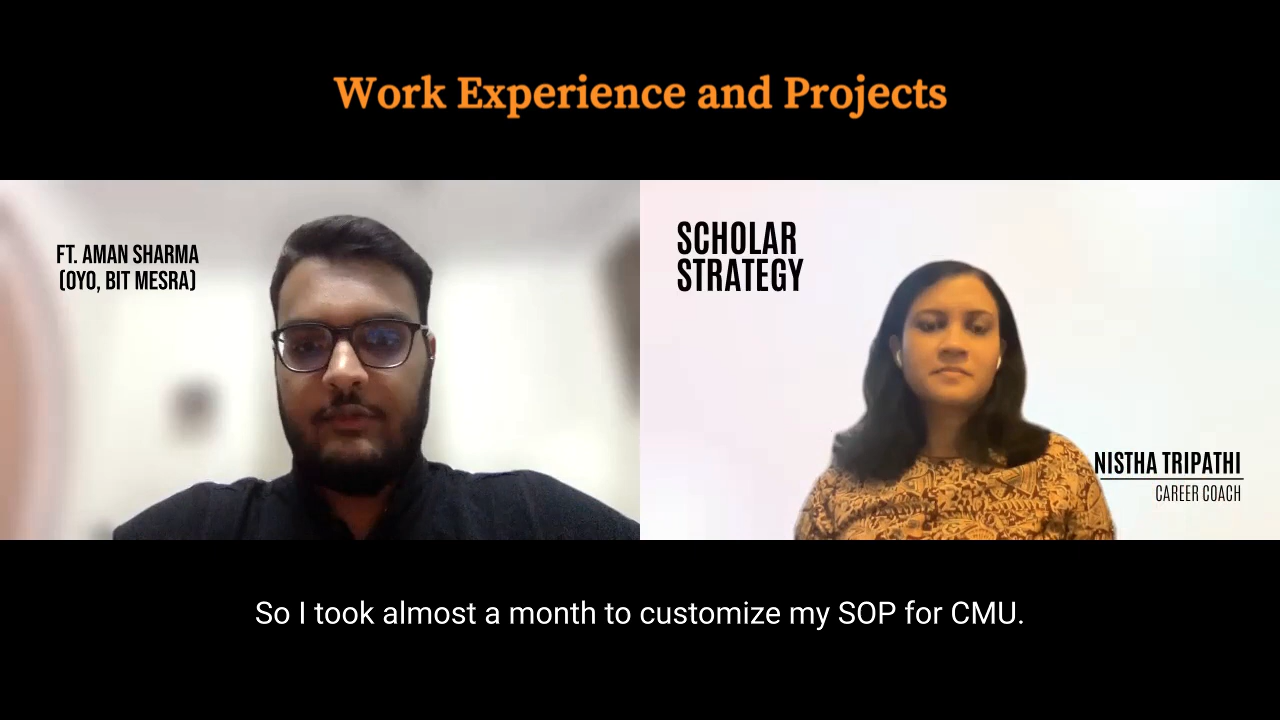 Work Experience and Projects
FT. AMAN SHARMA
(OYO, BIT MESRA)
SCHOLAR
STRATEGY
NISTHA TRIPATHI
CAREER COACH
So I took almost a month to customize my SOP for CMU.